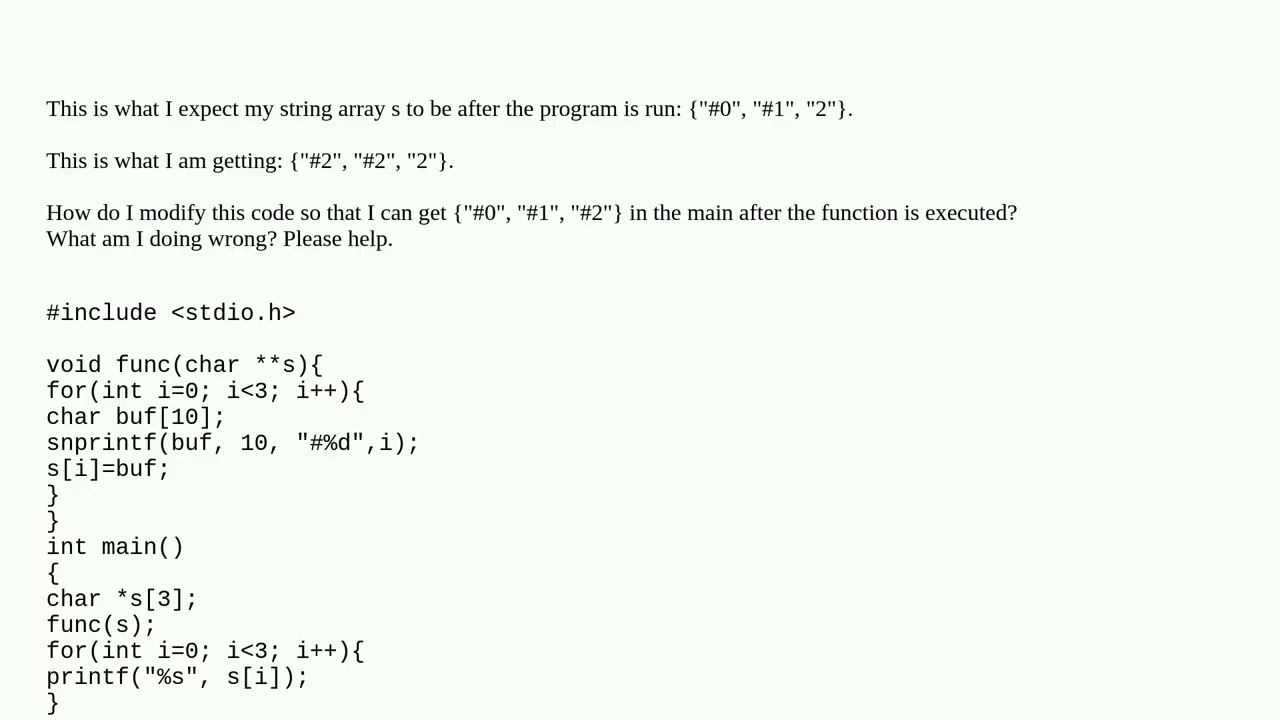 This is what I expect my string array s to be after the program is run: {"#0", "#1", "2"}.
This is what I am getting: {"#2", "#2", "2"}.
How do I modify this code so that I can get {"#0", "#1", "#2"} in the main after the function is executed?
What am I doing wrong? Please help.
#include <stdio.h>
void func(char **s){
for(int i=0; i<3; i++){
char buf[10];
snprintf(buf, 10, "#%d",i);
s[i]=buf;
}
}
int main()
{
char *s[3];
func(s);
for(int i=0; i<3; i++){
printf("%s", s[i]);
}